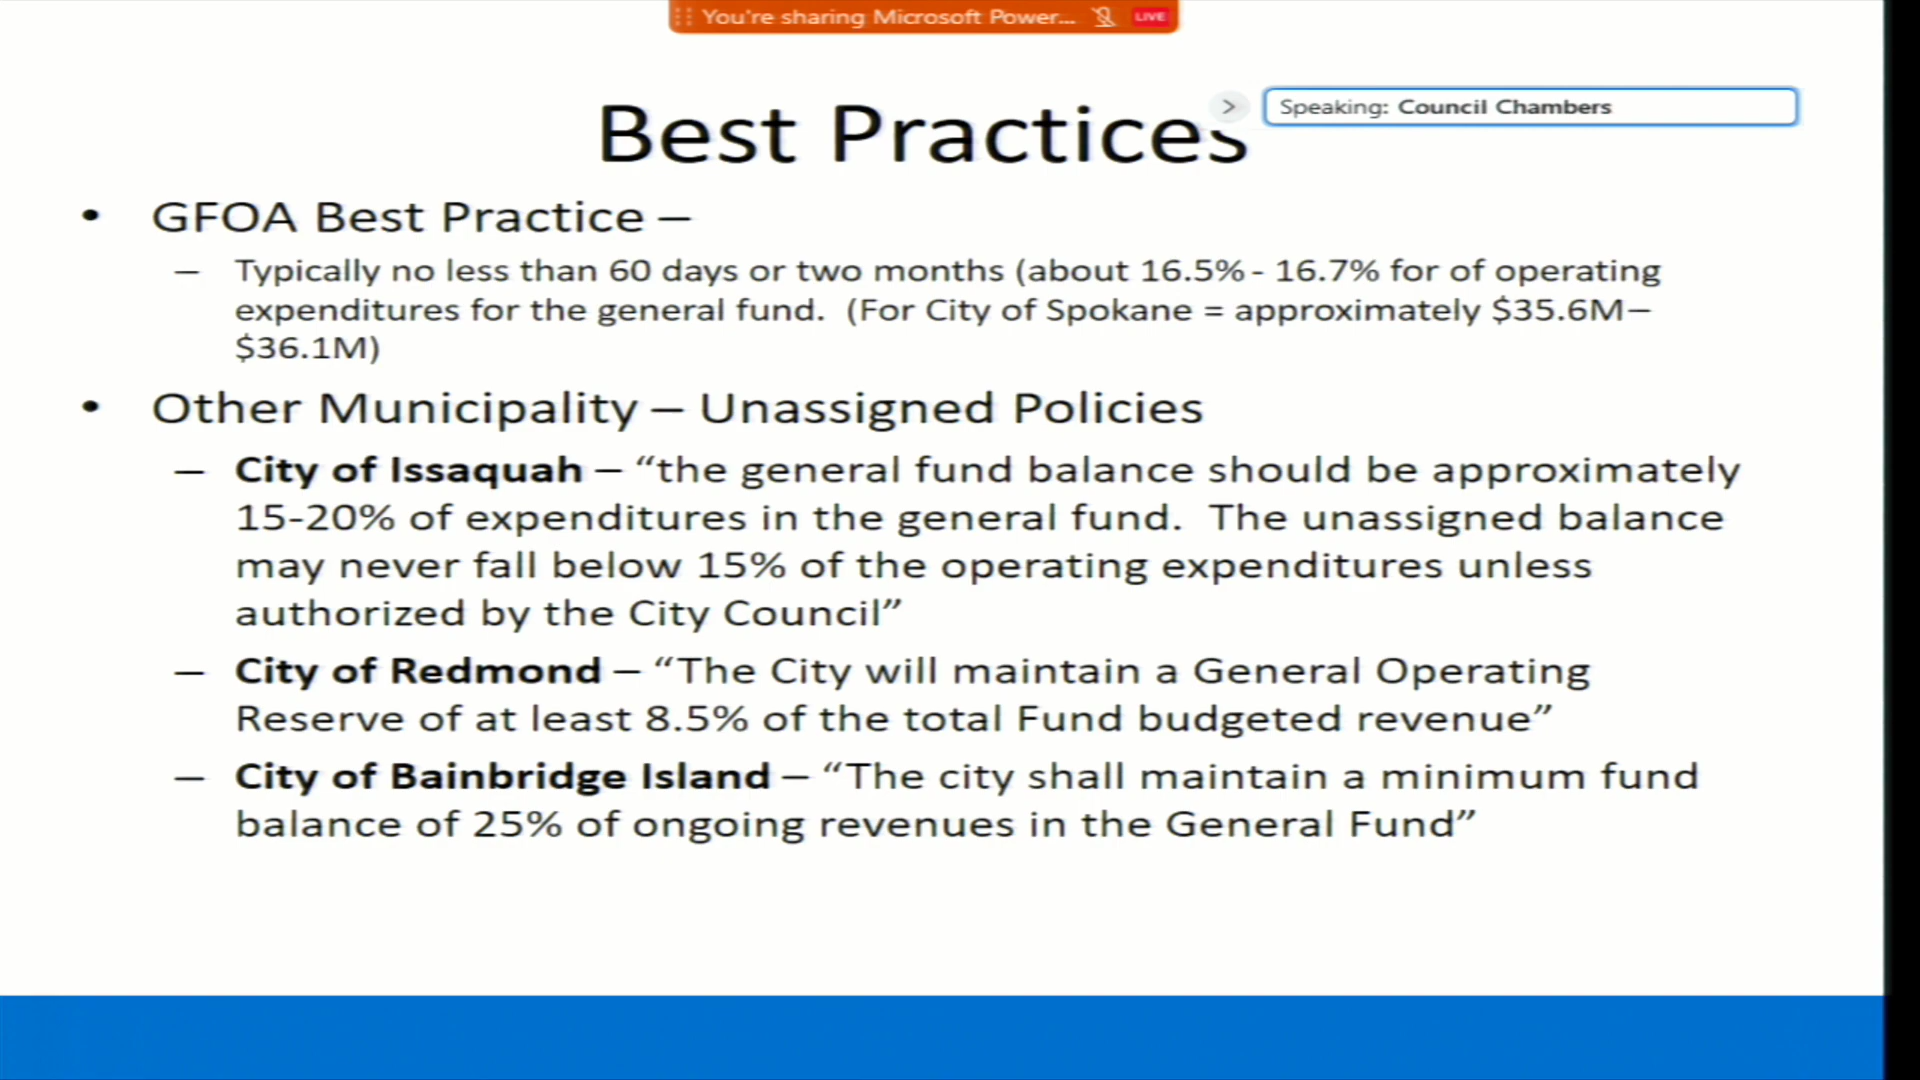 You're sharing Microsoft Power...
LIVE
Speaking: Council Chambers
Best Practices
• GFOA Best Practice –
– Typically no less than 60 days or two months (about 16.5% - 16.7% for of operating
expenditures for the general fund.  (For City of Spokane = approximately $35.6M–
$36.1M)
• Other Municipality – Unassigned Policies
– City of Issaquah – “the general fund balance should be approximately
15-20% of expenditures in the general fund.  The unassigned balance
may never fall below 15% of the operating expenditures unless
authorized by the City Council”
– City of Redmond – “The City will maintain a General Operating
Reserve of at least 8.5% of the total Fund budgeted revenue”
– City of Bainbridge Island – “The city shall maintain a minimum fund
balance of 25% of ongoing revenues in the General Fund”